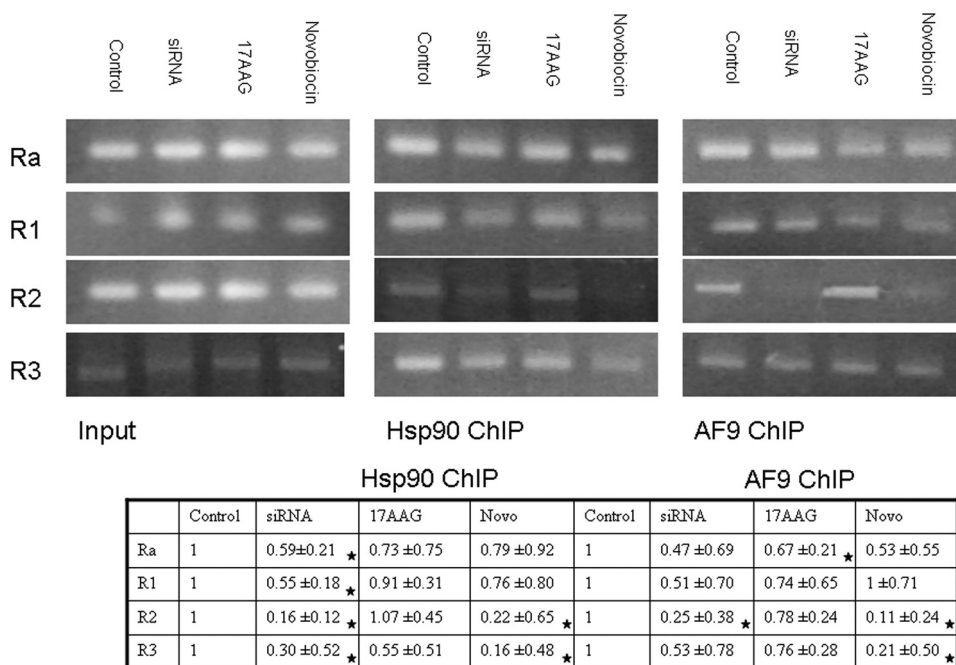 Control siRNA 17AAG Novobiocin Control siRNA 17AAG Novobiocin Control siRNA 17AAG Novobiocin
Ra
R1
R2
R3
Input Hsp90 ChIP AF9 ChIP
Hsp90 ChIP AF9 ChIP
Control siRNA 17AAG Novo Control siRNA 17AAG Novo
Ra 1 0.59±0.21 ★ 0.73 ±0.75 0.79 ±0.92 1 0.47 ±0.69 0.67 ±0.21 ★ 0.53 ±0.55
R1 1 0.55±0.18 ★ 0.91 ±0.31 0.76 ±0.80 1 0.51 ±0.70 0.74 ±0.65 1 ±0.71
R2 1 0.16 ±0.12 ★ 1.07 ±0.45 0.22 ±0.65 ★ 1 0.25 ±0.38 ★ 0.78 ±0.24 0.11 ±0.24 ★
R3 1 0.30 ±0.52 ★ 0.55 ±0.51 0.16 ±0.48 ★ 1 0.53 ±0.78 0.76 ±0.28 0.21 ±0.50 ★